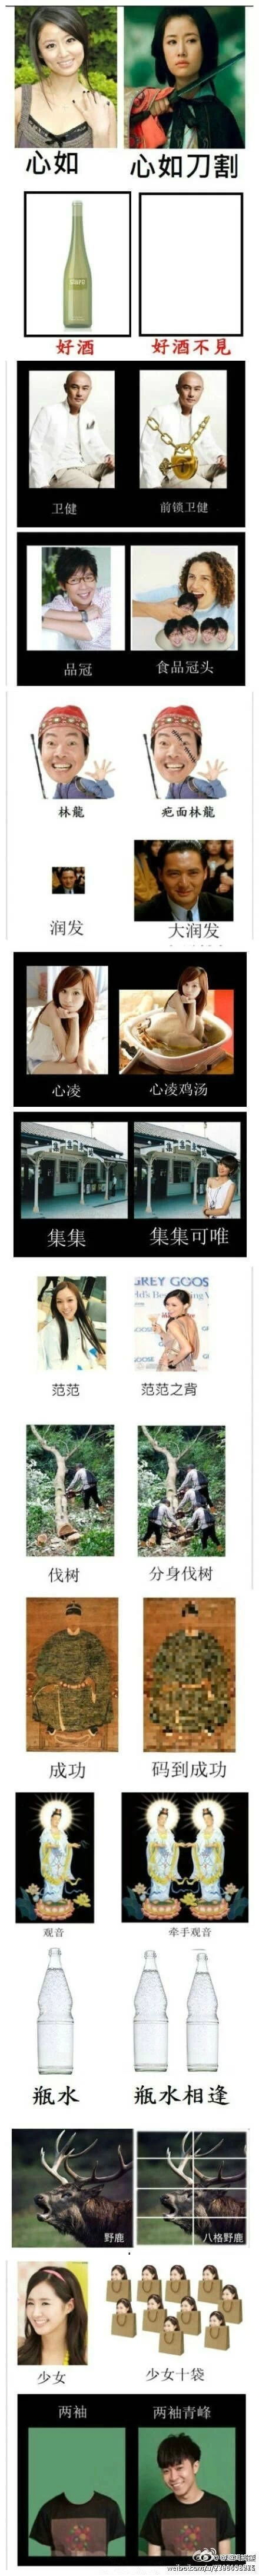 心如 心如刀割
好酒 好酒不見
卫健 前锁卫健
品冠 食品冠头
林龍 疤面林龍
润发 大润发
心凌 心凌鸡汤
集集 集集可唯
GREY GOOS
范范 范范之背
伐树 分身伐树
成功 码到成功
观音 牵手观音
瓶水 瓶水相逢
野鹿 八格野鹿
少女 少女十袋
两袖 两袖青峰